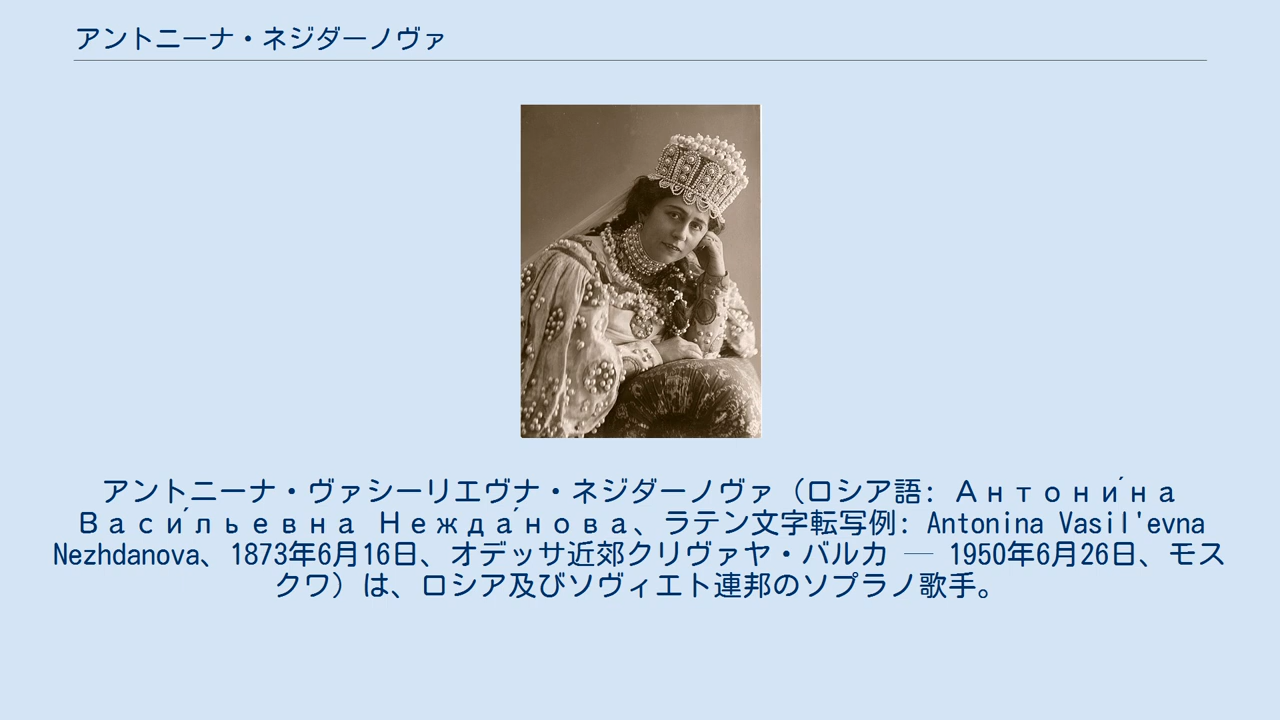 アントニーナ・ネジダーノヴァ
アントニーナ・ヴァシーリエヴナ・ネジダーノヴァ（ロシア語: Антони́на
Васи́льевна Нежда́нова、ラテン文字転写例: Antonina Vasil'evna
Nezhdanova、1873年6月16日、オデッサ近郊クリヴァヤ・バルカ ― 1950年6月26日、モス
クワ）は、ロシア及びソヴィエト連邦のソプラノ歌手。